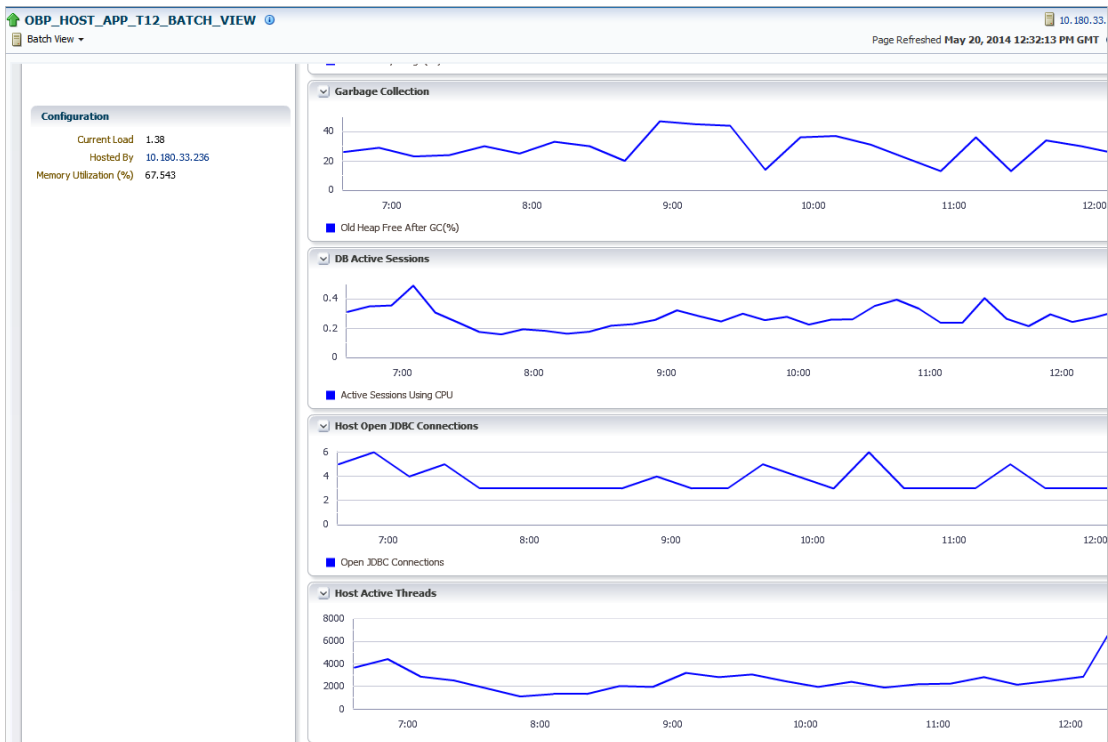 OBP_HOST_APP_T12_BATCH_VIEW
10.180.33.
Batch View
Page Refreshed May 20, 2014 12:32:13 PM GMT
Configuration
Current Load 1.38
Hosted By 10.180.33.236
Memory Utilization (%) 67.543
Garbage Collection
40
20
0
7:00 8:00 9:00 10:00 11:00 12:00
Old Heap Free After GC(%)
DB Active Sessions
0.4
0.2
0
7:00 8:00 9:00 10:00 11:00 12:00
Active Sessions Using CPU
Host Open JDBC Connections
6
4
2
0
7:00 8:00 9:00 10:00 11:00 12:00
Open JDBC Connections
Host Active Threads
8000
6000
4000
2000
0
7:00 8:00 9:00 10:00 11:00 12:00